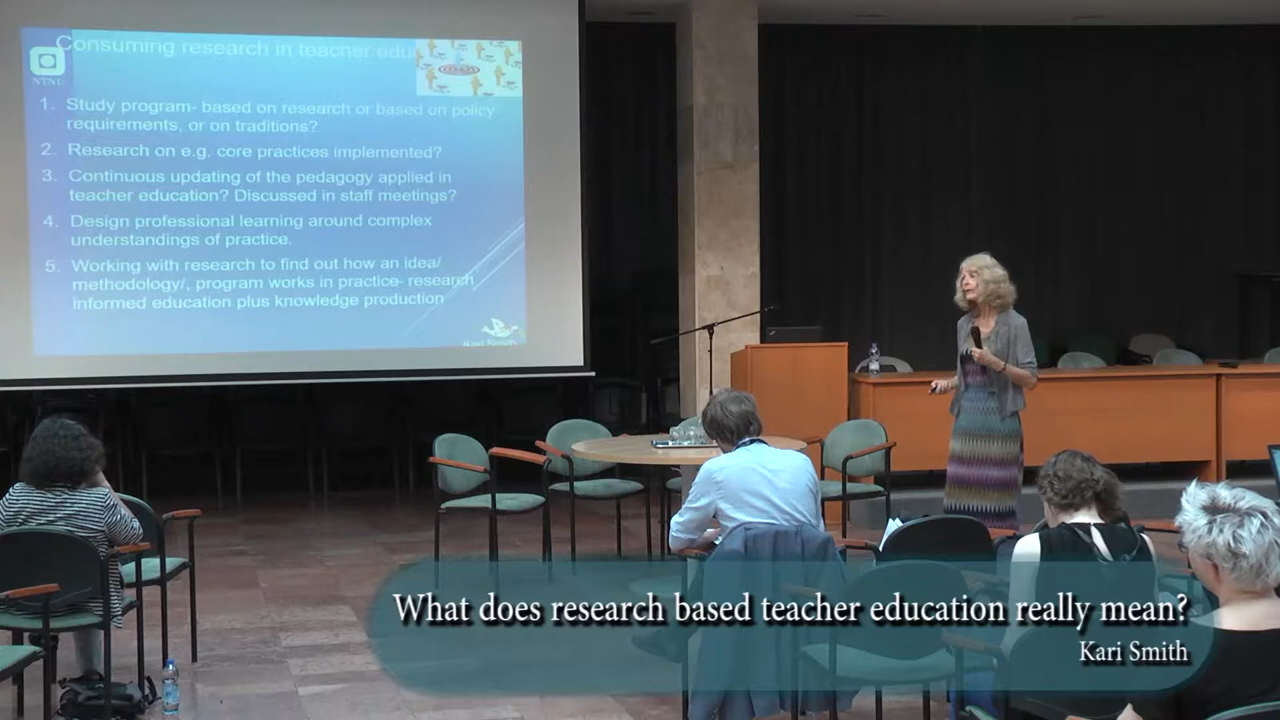 Consuming research in teacher edu
NTNU
1. Study program- based on research or based on policy
requirements, or on traditions?
2. Research on e.g. core practices implemented?
3. Continuous updating of the pedagogy applied in
teacher education? Discussed in staff meetings?
4. Design professional learning around complex
understandings of practice.
5. Working with research to find out how an idea/
methodology/, program works in practice- research
informed education plus knowledge production
Kari Smith
What does research based teacher education really mean?
Kari Smith